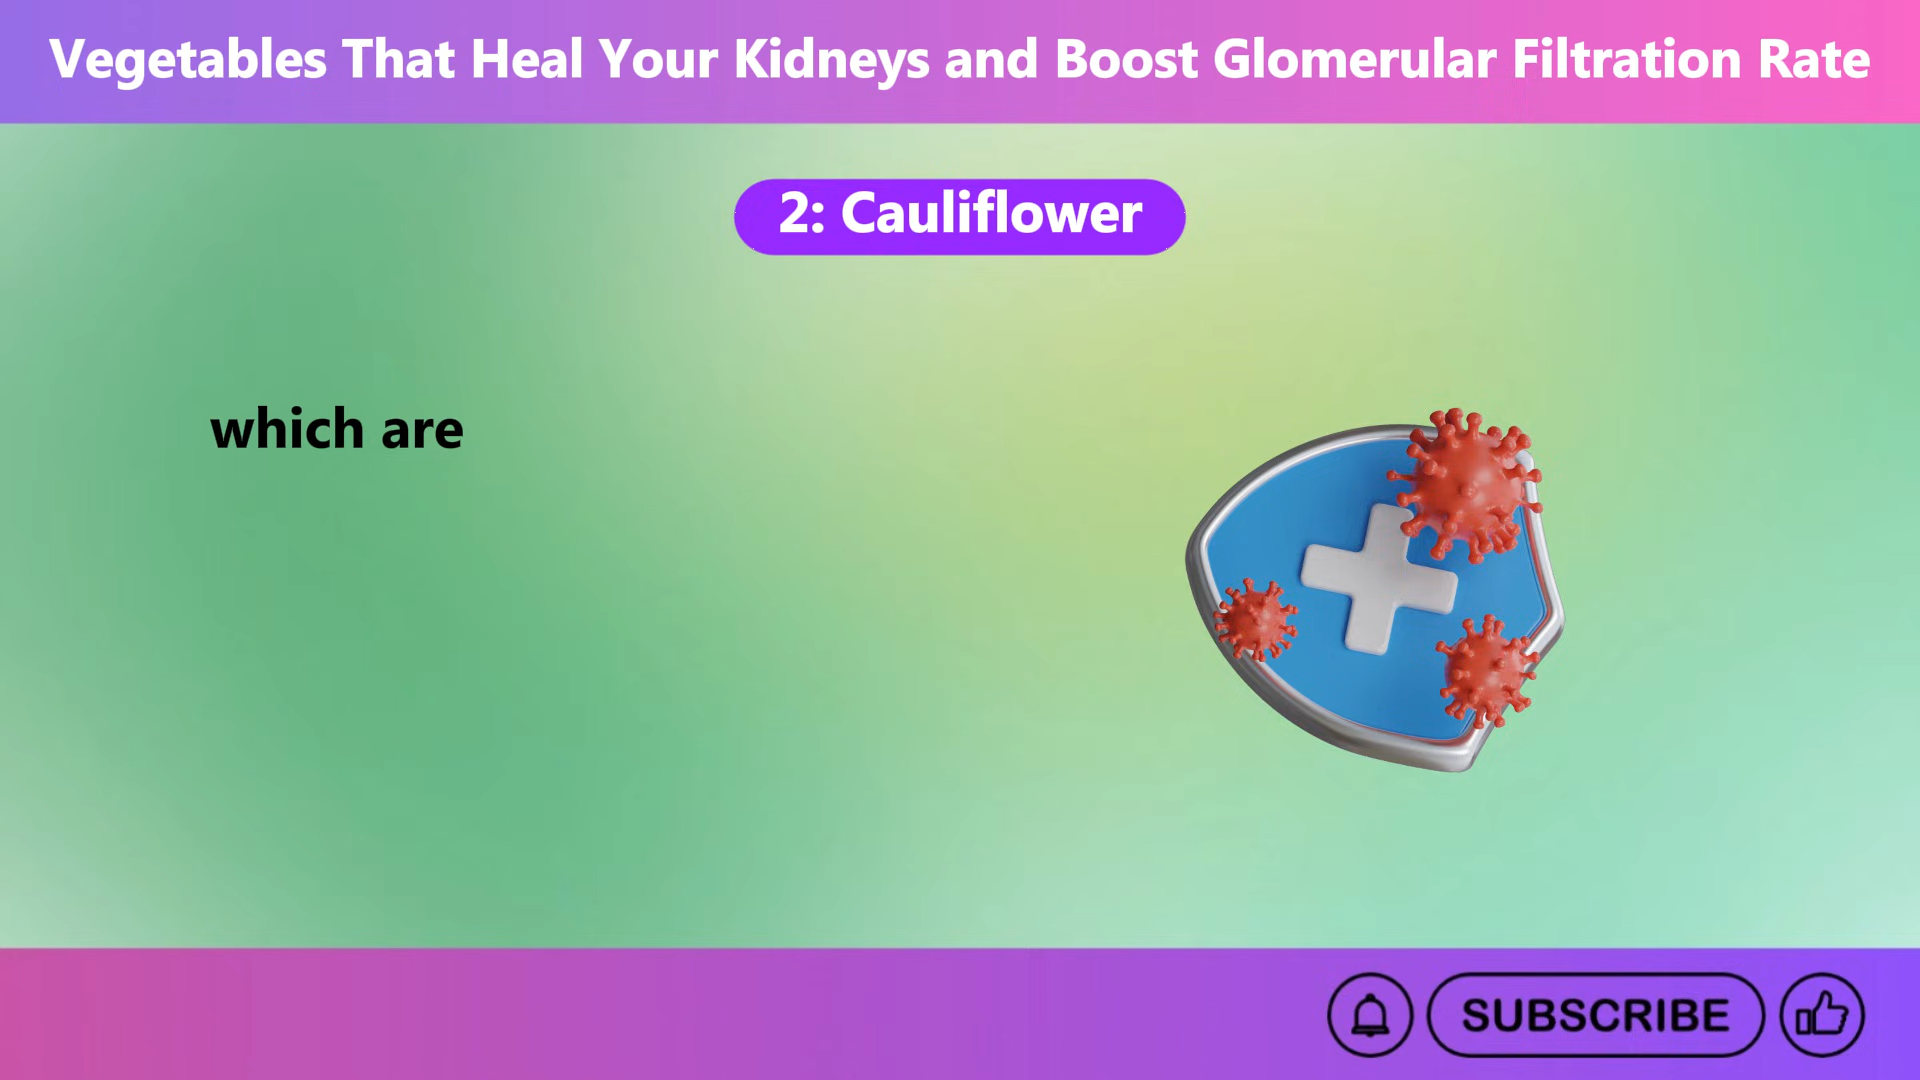 Vegetables That Heal Your Kidneys and Boost Glomerular Filtration Rate
2: Cauliflower
which are
SUBSCRIBE